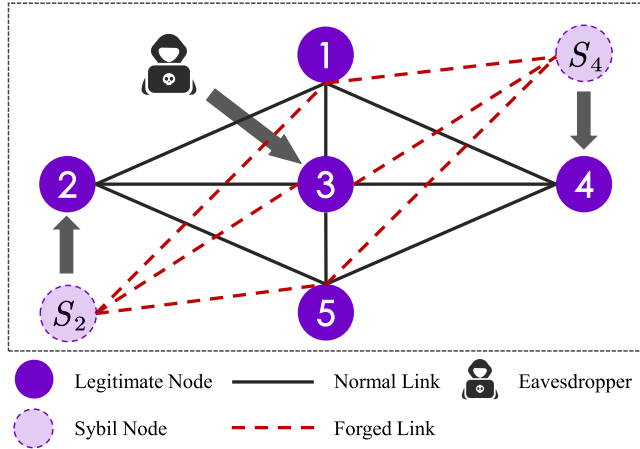 1
S₄
2
3
4
S₂
5
Legitimate Node
Normal Link
Eavesdropper
Sybil Node
Forged Link